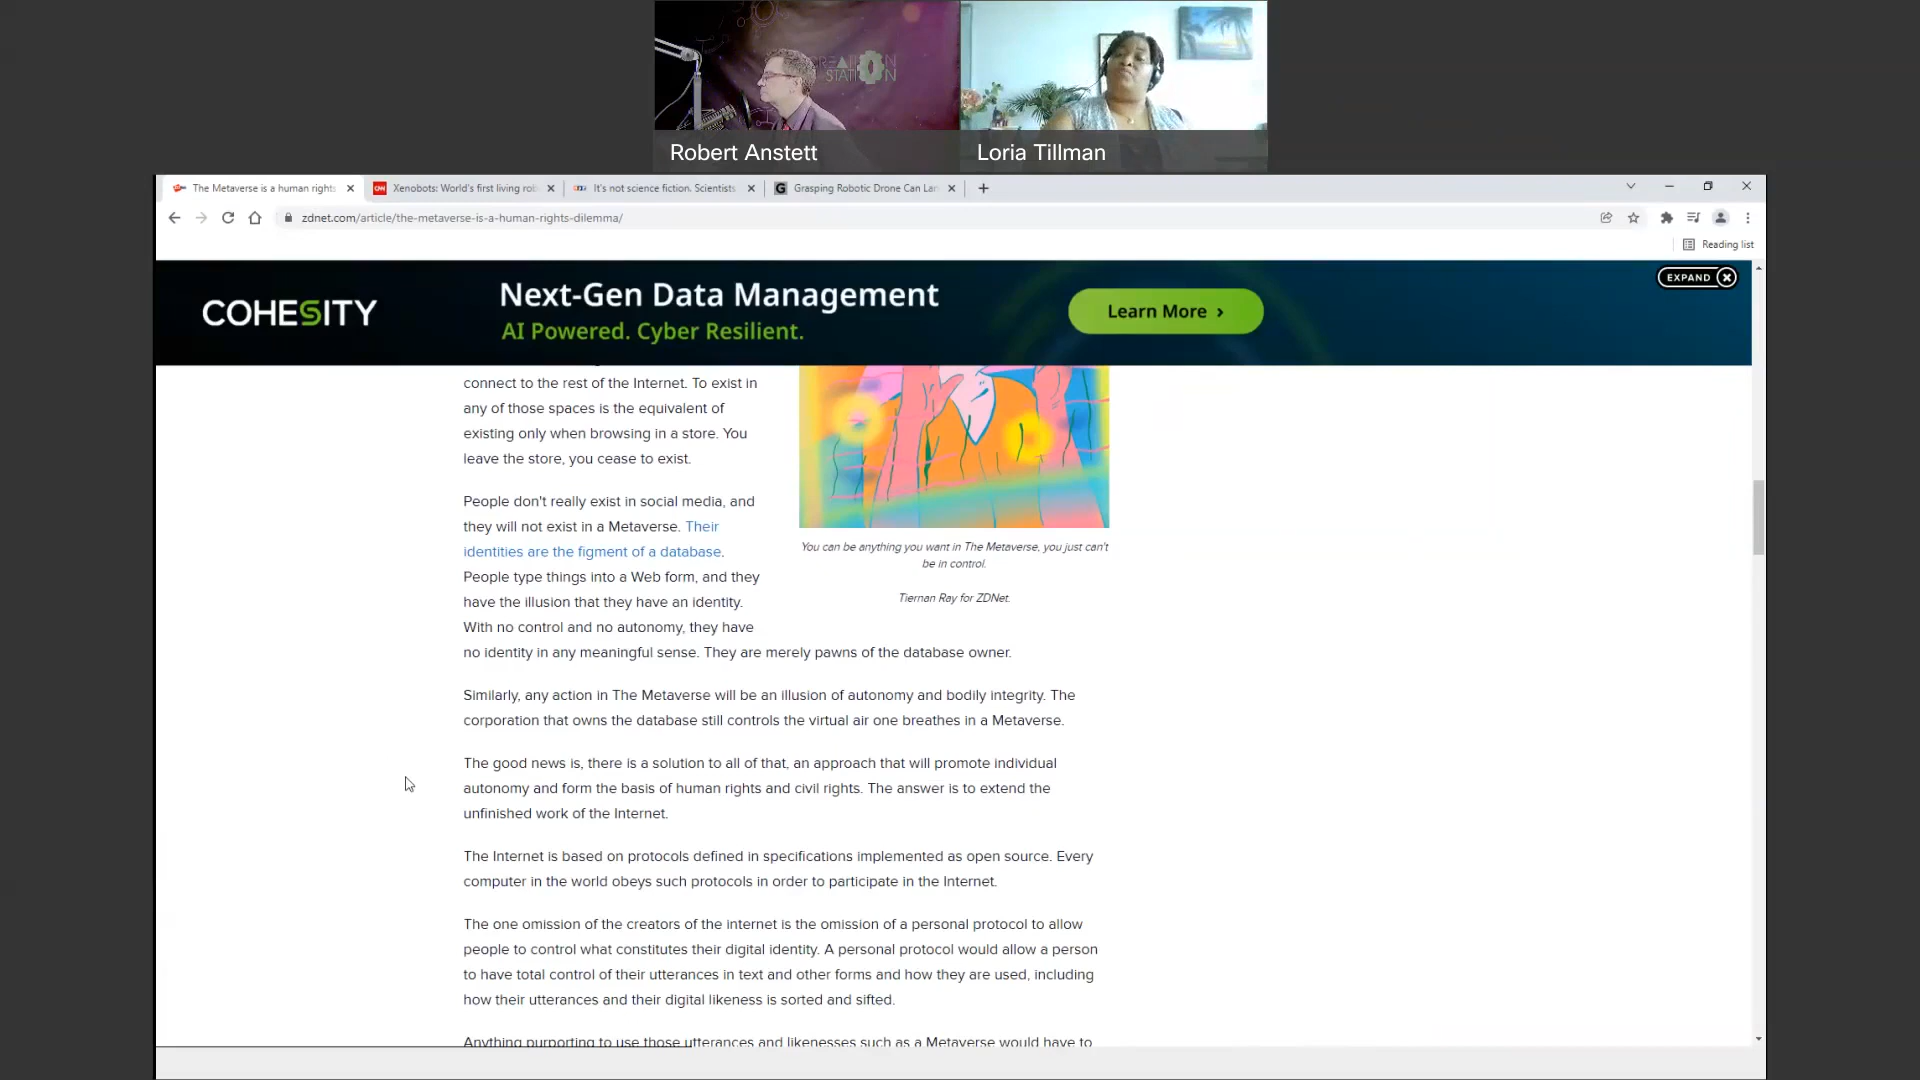 CREATION
STATION
Robert Anstett
Loria Tillman
The Metaverse is a human rights
Xenobots: World's first living rob
It's not science fiction. Scientists
Grasping Robotic Drone Can Lan
zdnet.com/article/the-metaverse-is-a-human-rights-dilemma/
Reading list
COHESITY
Next-Gen Data Management
AI Powered. Cyber Resilient.
Learn More ›
EXPAND
connect to the rest of the Internet. To exist in
any of those spaces is the equivalent of
existing only when browsing in a store. You
leave the store, you cease to exist.
People don't really exist in social media, and
they will not exist in a Metaverse. Their
identities are the figment of a database.
People type things into a Web form, and they
have the illusion that they have an identity.
With no control and no autonomy, they have
no identity in any meaningful sense. They are merely pawns of the database owner.
You can be anything you want in The Metaverse, you just can't
be in control.
Tiernan Ray for ZDNet.
Similarly, any action in The Metaverse will be an illusion of autonomy and bodily integrity. The
corporation that owns the database still controls the virtual air one breathes in a Metaverse.
The good news is, there is a solution to all of that, an approach that will promote individual
autonomy and form the basis of human rights and civil rights. The answer is to extend the
unfinished work of the Internet.
The Internet is based on protocols defined in specifications implemented as open source. Every
computer in the world obeys such protocols in order to participate in the Internet.
The one omission of the creators of the internet is the omission of a personal protocol to allow
people to control what constitutes their digital identity. A personal protocol would allow a person
to have total control of their utterances in text and other forms and how they are used, including
how their utterances and their digital likeness is sorted and sifted.
Anything purporting to use those utterances and likenesses such as a Metaverse would have to